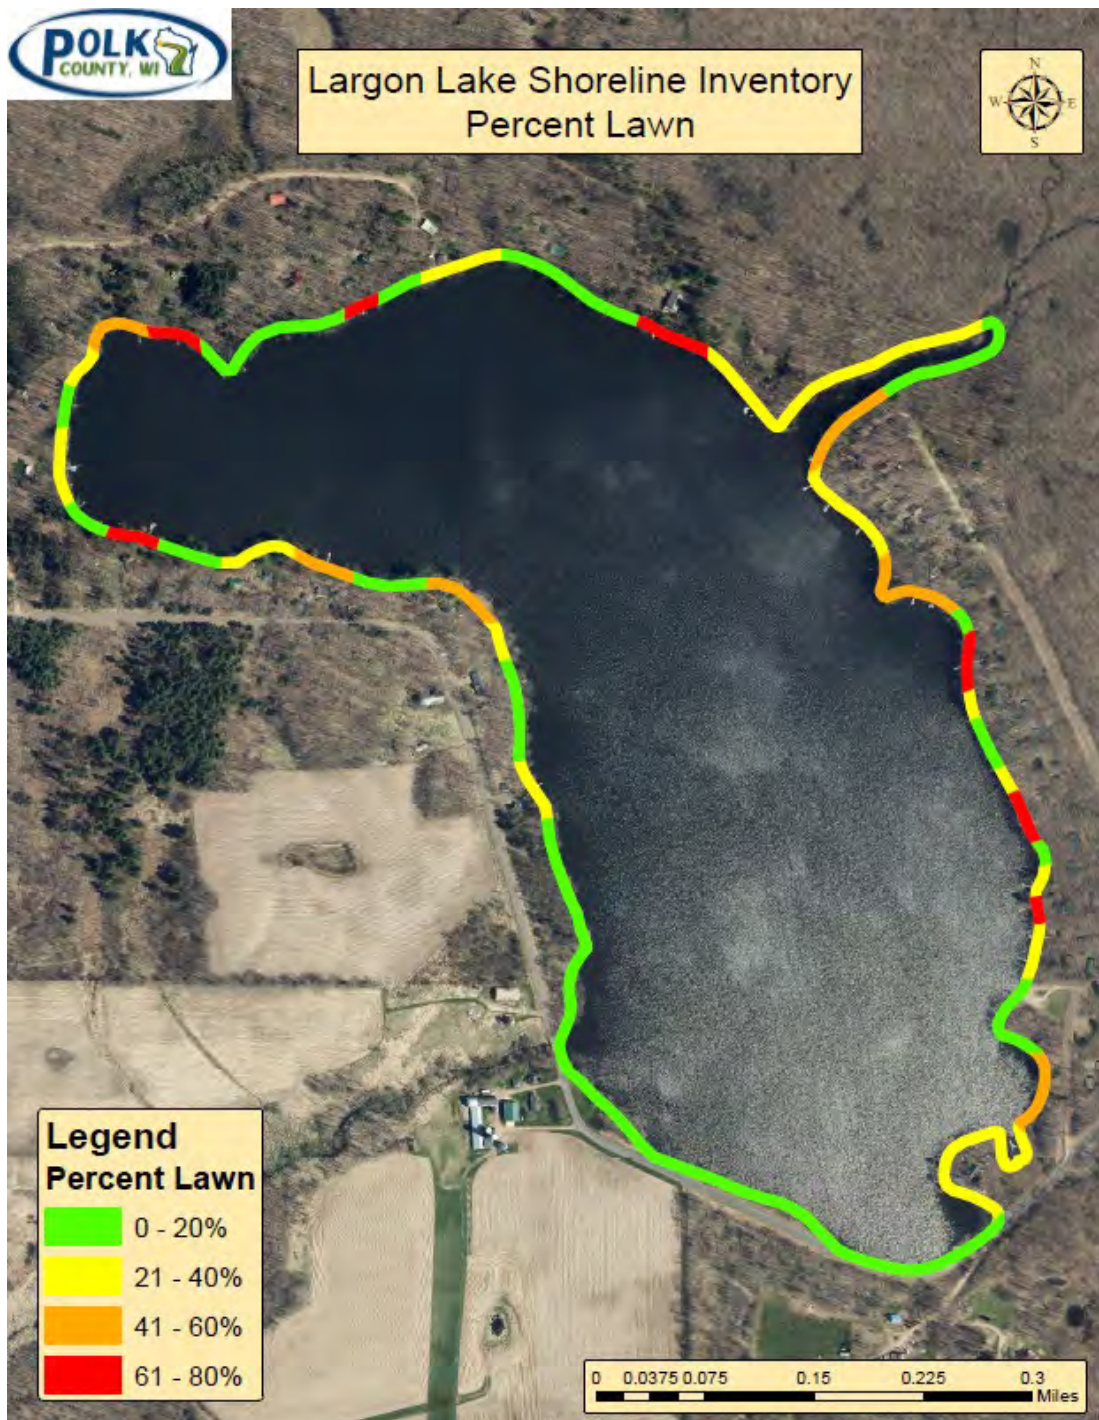 POLK
COUNTY, WI
Largon Lake Shoreline Inventory
Percent Lawn
N
W E
S
Legend
Percent Lawn
0 - 20%
21 - 40%
41 - 60%
61 - 80%
0 0.0375 0.075 0.15 0.225 0.3
Miles